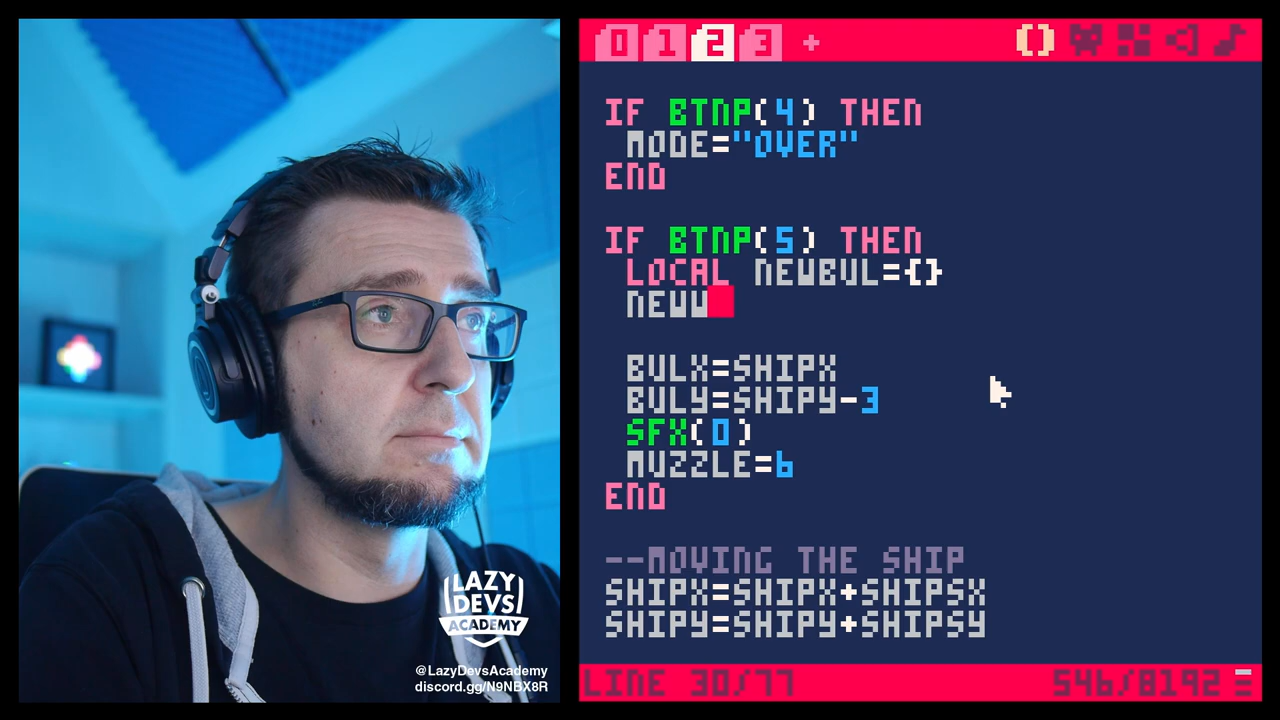 LAZY
DEVS
ACADEMY
@LazyDevsAcademy
discord.gg/N9NBX8R
0 1 2 3 +
IF BTNP(4) THEN
MODE="OVER"
END
IF BTNP(5) THEN
LOCAL NEWBUL={}
NEWW
BULX=SHIPX
BULY=SHIPY-3
SFX(0)
MUZZLE=6
END
--MOVING THE SHIP
SHIPX=SHIPX+SHIPSX
SHIPY=SHIPY+SHIPSY
LINE 30/77
546/8192